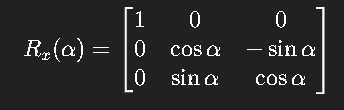 R_x(α) = [ 1 0 0
0 cos α − sin α
0 sin α cos α ]